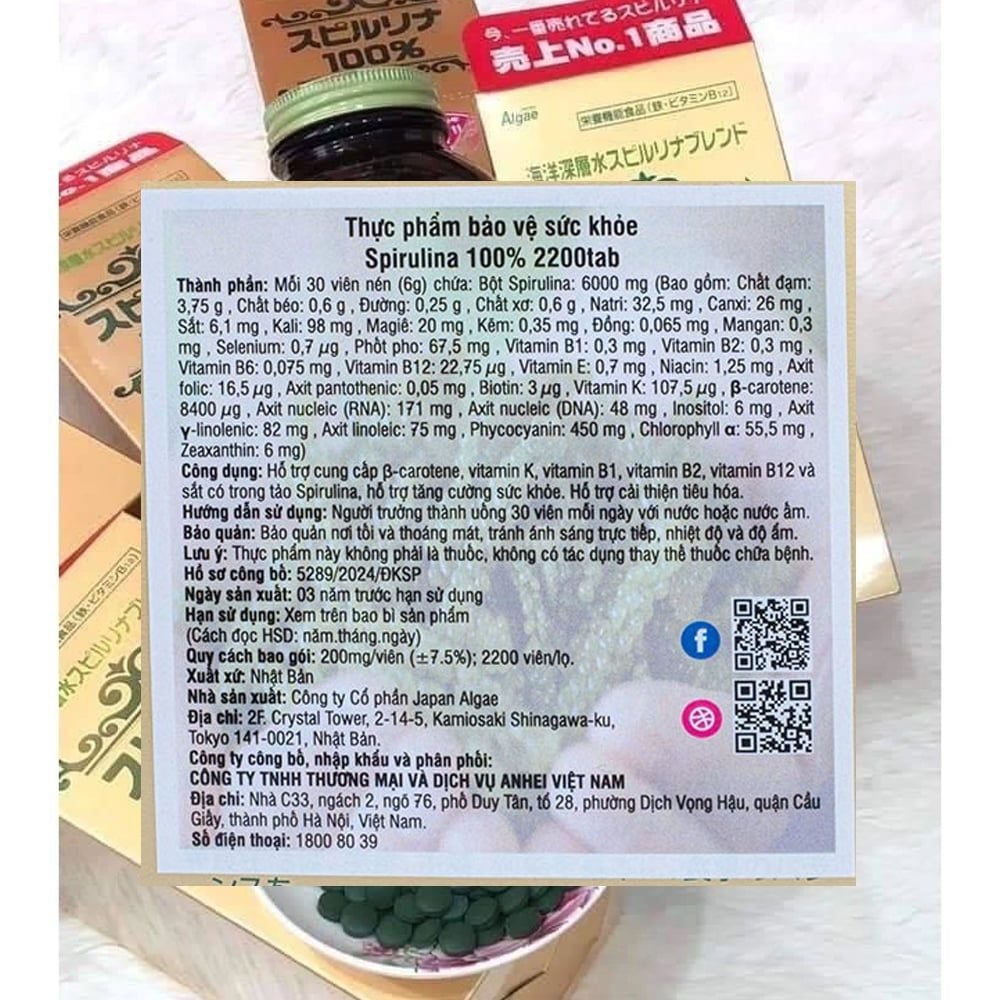 スピルリナ
100%
今、一番売れてるスピルリナ
売上No.1商品
Algae
栄養機能食品(鉄・ビタミンB12)
海洋深層水スピルリナブレンド
Thực phẩm bảo vệ sức khỏe
Spirulina 100% 2200tab
Thành phần: Mỗi 30 viên nén (6g) chứa: Bột Spirulina: 6000 mg (Bao gồm: Chất đạm:
3,75 g , Chất béo: 0,6 g , Đường: 0,25 g , Chất xơ: 0,6 g , Natri: 32,5 mg , Canxi: 26 mg ,
Sắt: 6,1 mg , Kali: 98 mg , Magiê: 20 mg , Kẽm: 0,35 mg , Đồng: 0,065 mg , Mangan: 0,3
mg , Selenium: 0,7 µg , Phốt pho: 67,5 mg , Vitamin B1: 0,3 mg , Vitamin B2: 0,3 mg ,
Vitamin B6: 0,075 mg , Vitamin B12: 22,75 µg , Vitamin E: 0,7 mg , Niacin: 1,25 mg , Axit
folic: 16,5 µg , Axit pantothenic: 0,05 mg , Biotin: 3 µg , Vitamin K: 107,5 µg , β-carotene:
8400 µg , Axit nucleic (RNA): 171 mg , Axit nucleic (DNA): 48 mg , Inositol: 6 mg , Axit
γ-linolenic: 82 mg , Axit linoleic: 75 mg , Phycocyanin: 450 mg , Chlorophyll α: 55,5 mg ,
Zeaxanthin: 6 mg)
Công dụng: Hỗ trợ cung cấp β-carotene, vitamin K, vitamin B1, vitamin B2, vitamin B12 và
sắt có trong tảo Spirulina, hỗ trợ tăng cường sức khỏe. Hỗ trợ cải thiện tiêu hóa.
Hướng dẫn sử dụng: Người trưởng thành uống 30 viên mỗi ngày với nước hoặc nước ấm.
Bảo quản: Bảo quản nơi tối và thoáng mát, tránh ánh sáng trực tiếp, nhiệt độ và độ ẩm.
Lưu ý: Thực phẩm này không phải là thuốc, không có tác dụng thay thế thuốc chữa bệnh.
Hồ sơ công bố: 5289/2024/ĐKSP
Ngày sản xuất: 03 năm trước hạn sử dụng
Hạn sử dụng: Xem trên bao bì sản phẩm
(Cách đọc HSD: năm.tháng.ngày)
Quy cách bao gói: 200mg/viên (±7.5%); 2200 viên/lọ.
Xuất xứ: Nhật Bản
Nhà sản xuất: Công ty Cổ phần Japan Algae
Địa chỉ: 2F. Crystal Tower, 2-14-5, Kamiosaki Shinagawa-ku,
Tokyo 141-0021, Nhật Bản.
Công ty công bố, nhập khẩu và phân phối:
CÔNG TY TNHH THƯƠNG MẠI VÀ DỊCH VỤ ANHEI VIỆT NAM
Địa chỉ: Nhà C33, ngách 2, ngõ 76, phố Duy Tân, tổ 28, phường Dịch Vọng Hậu, quận Cầu
Giấy, thành phố Hà Nội, Việt Nam.
Số điện thoại: 1800 80 39